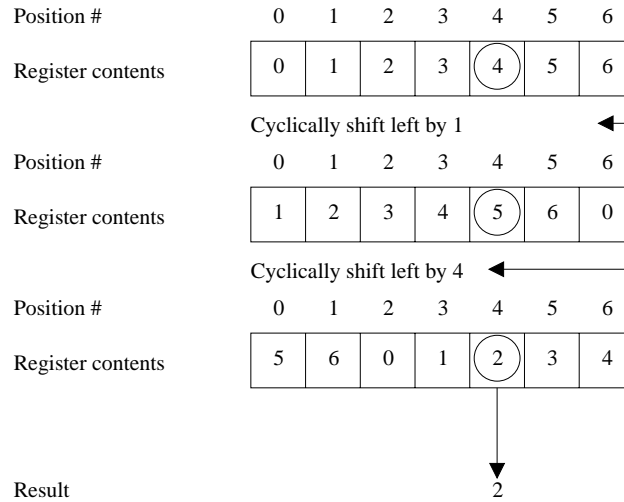 Position # 0 1 2 3 4 5 6
Register contents 0 1 2 3 4 5 6
Cyclically shift left by 1
Position # 0 1 2 3 4 5 6
Register contents 1 2 3 4 5 6 0
Cyclically shift left by 4
Position # 0 1 2 3 4 5 6
Register contents 5 6 0 1 2 3 4
Result 2